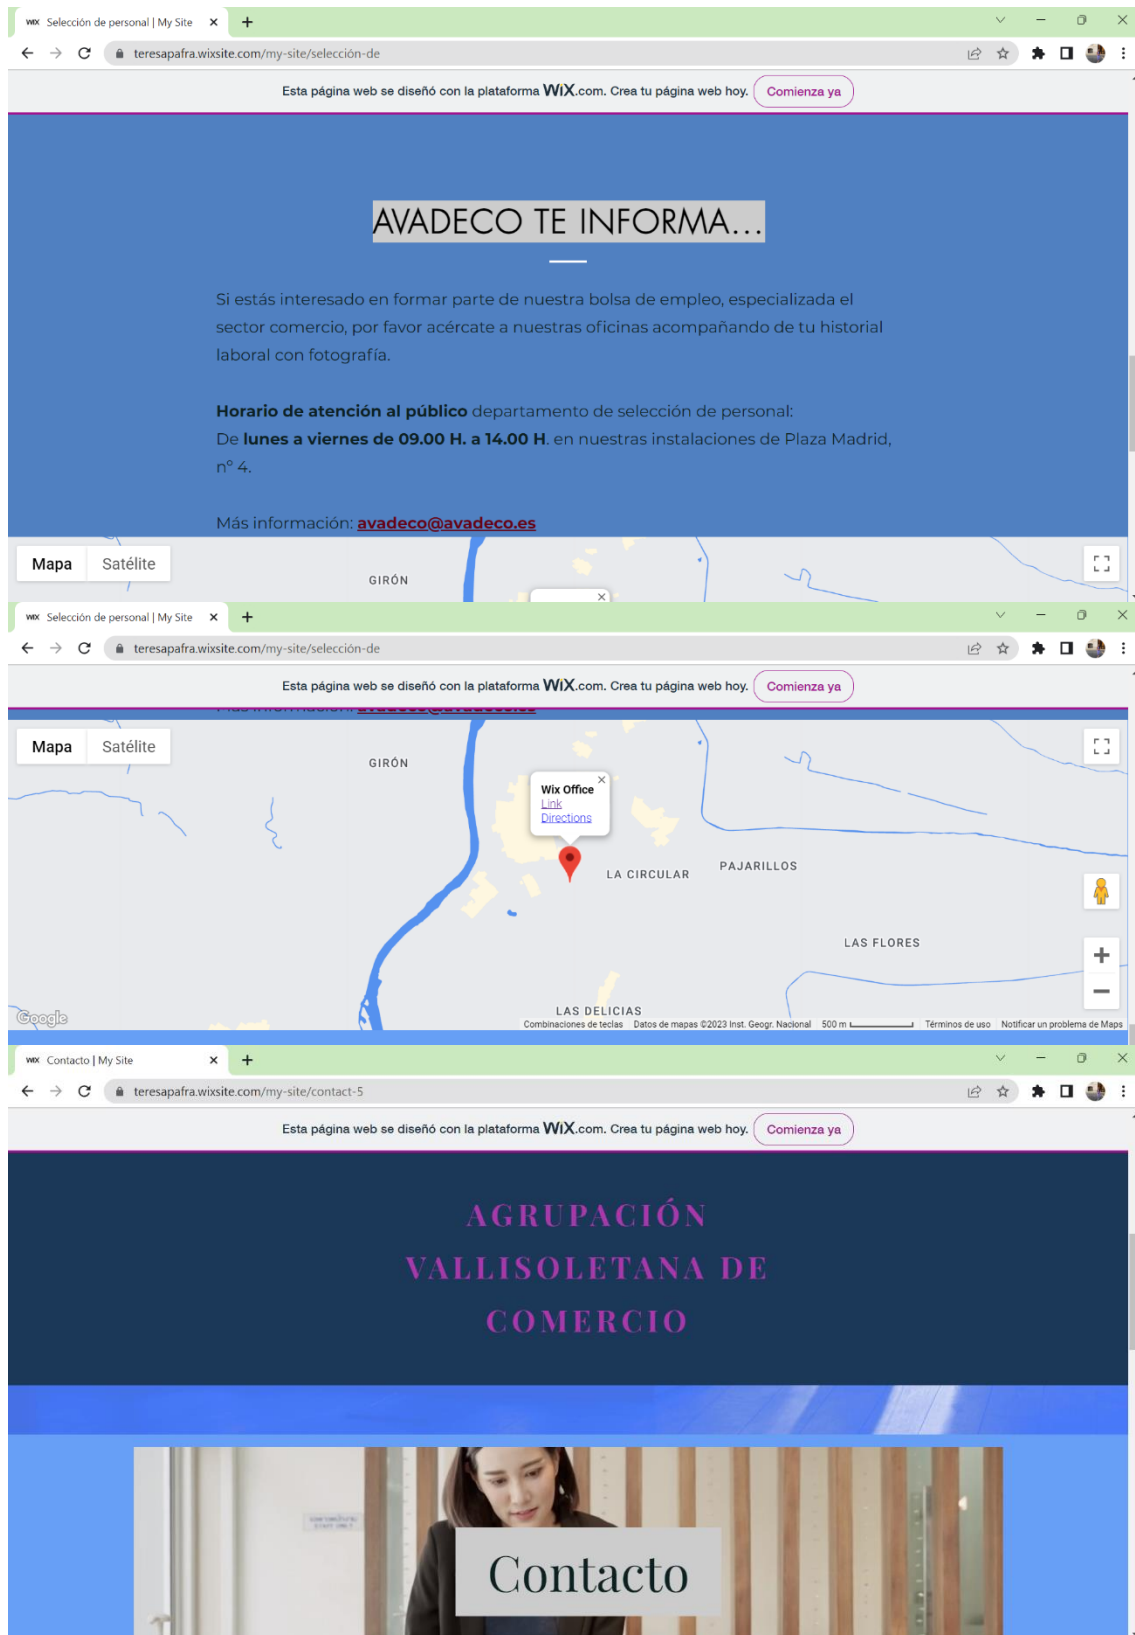 WiX Selección de personal | My Site
teresapafra.wixsite.com/my-site/selección-de
Esta página web se diseñó con la plataforma WiX.com. Crea tu página web hoy. Comienza ya
AVADECO TE INFORMA...
Si estás interesado en formar parte de nuestra bolsa de empleo, especializada el
sector comercio, por favor acércate a nuestras oficinas acompañando de tu historial
laboral con fotografía.
Horario de atención al público departamento de selección de personal:
De lunes a viernes de 09.00 H. a 14.00 H. en nuestras instalaciones de Plaza Madrid,
nº 4.
Más información: avadeco@avadeco.es
Mapa Satélite
GIRÓN
WiX Selección de personal | My Site
teresapafra.wixsite.com/my-site/selección-de
Esta página web se diseñó con la plataforma WiX.com. Crea tu página web hoy. Comienza ya
Más información: avadeco@avadeco.es
Mapa Satélite
GIRÓN
Wix Office
Link
Directions
LA CIRCULAR
PAJARILLOS
LAS FLORES
LAS DELICIAS
Google
Combinaciones de teclas Datos de mapas ©2023 Inst. Geogr. Nacional 500 m Términos de uso Notificar un problema de Maps
WiX Contacto | My Site
teresapafra.wixsite.com/my-site/contact-5
Esta página web se diseñó con la plataforma WiX.com. Crea tu página web hoy. Comienza ya
AGRUPACIÓN
VALLISOLETANA DE
COMERCIO
Contacto